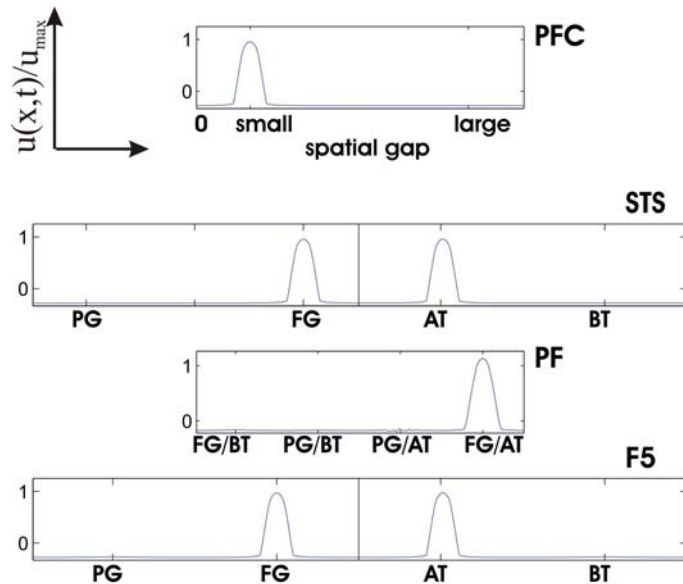 u(x,t)/u_max
PFC
1
0
0 small large
spatial gap
STS
1
0
PG FG AT BT
PF
1
0
FG/BT PG/BT PG/AT FG/AT
F5
1
0
PG FG AT BT